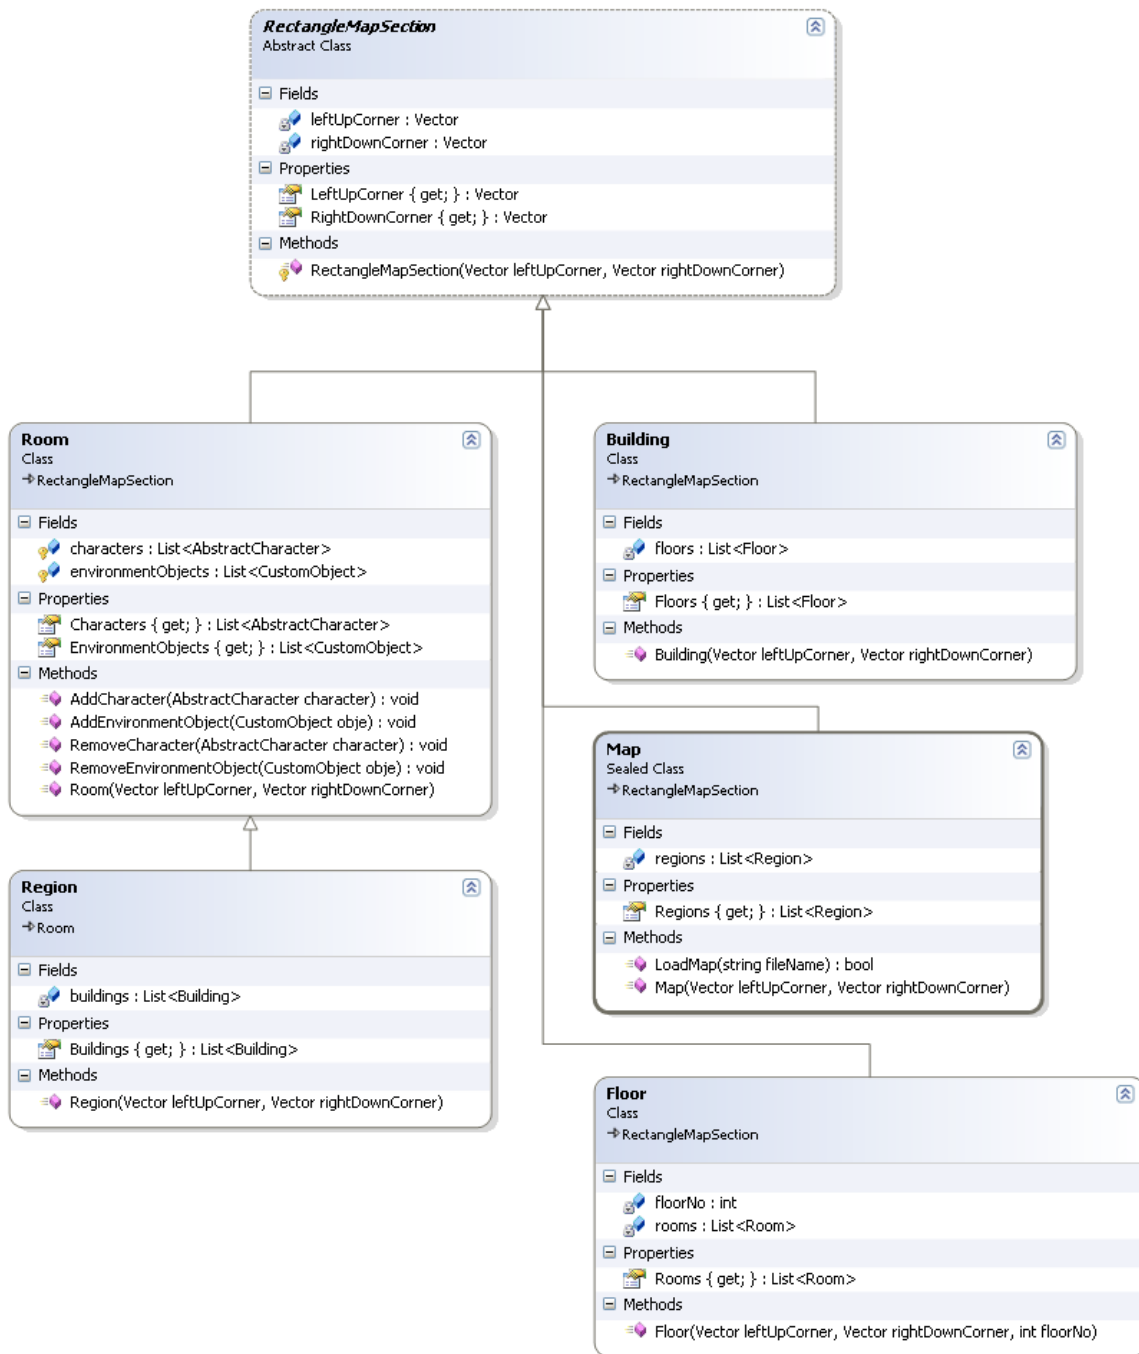 RectangleMapSection
Abstract Class
Fields
leftUpCorner : Vector
rightDownCorner : Vector
Properties
LeftUpCorner { get; } : Vector
RightDownCorner { get; } : Vector
Methods
RectangleMapSection(Vector leftUpCorner, Vector rightDownCorner)
Room
Class
RectangleMapSection
Fields
characters : List<AbstractCharacter>
environmentObjects : List<CustomObject>
Properties
Characters { get; } : List<AbstractCharacter>
EnvironmentObjects { get; } : List<CustomObject>
Methods
AddCharacter(AbstractCharacter character) : void
AddEnvironmentObject(CustomObject obje) : void
RemoveCharacter(AbstractCharacter character) : void
RemoveEnvironmentObject(CustomObject obje) : void
Room(Vector leftUpCorner, Vector rightDownCorner)
Region
Class
Room
Fields
buildings : List<Building>
Properties
Buildings { get; } : List<Building>
Methods
Region(Vector leftUpCorner, Vector rightDownCorner)
Building
Class
RectangleMapSection
Fields
floors : List<Floor>
Properties
Floors { get; } : List<Floor>
Methods
Building(Vector leftUpCorner, Vector rightDownCorner)
Map
Sealed Class
RectangleMapSection
Fields
regions : List<Region>
Properties
Regions { get; } : List<Region>
Methods
LoadMap(string fileName) : bool
Map(Vector leftUpCorner, Vector rightDownCorner)
Floor
Class
RectangleMapSection
Fields
floorNo : int
rooms : List<Room>
Properties
Rooms { get; } : List<Room>
Methods
Floor(Vector leftUpCorner, Vector rightDownCorner, int floorNo)